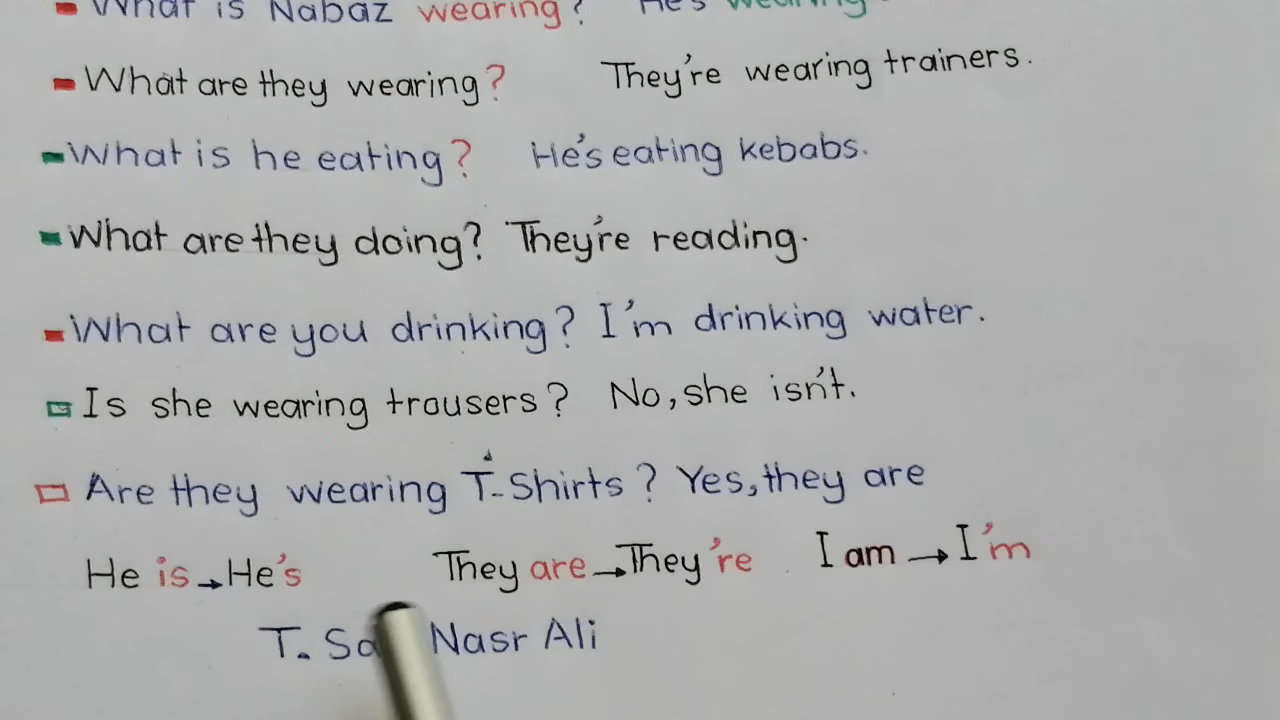 What is Nabaz wearing? He's wearing
What are they wearing? They're wearing trainers.
What is he eating? He's eating kebabs.
What are they doing? They're reading.
What are you drinking? I'm drinking water.
Is she wearing trousers? No, she isn't.
Are they wearing T-Shirts? Yes, they are
He is → He's They are → They're I am → I'm
T. Nasr Ali